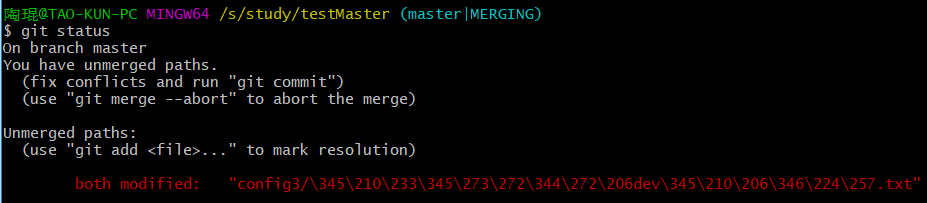 陶琨@TAO-KUN-PC MINGW64 /s/study/testMaster (master|MERGING)
$ git status
On branch master
You have unmerged paths.
  (fix conflicts and run "git commit")
  (use "git merge --abort" to abort the merge)

Unmerged paths:
  (use "git add <file>..." to mark resolution)

        both modified:   "config3/\345\210\233\345\273\272\344\272\206dev\345\210\206\346\224\257.txt"